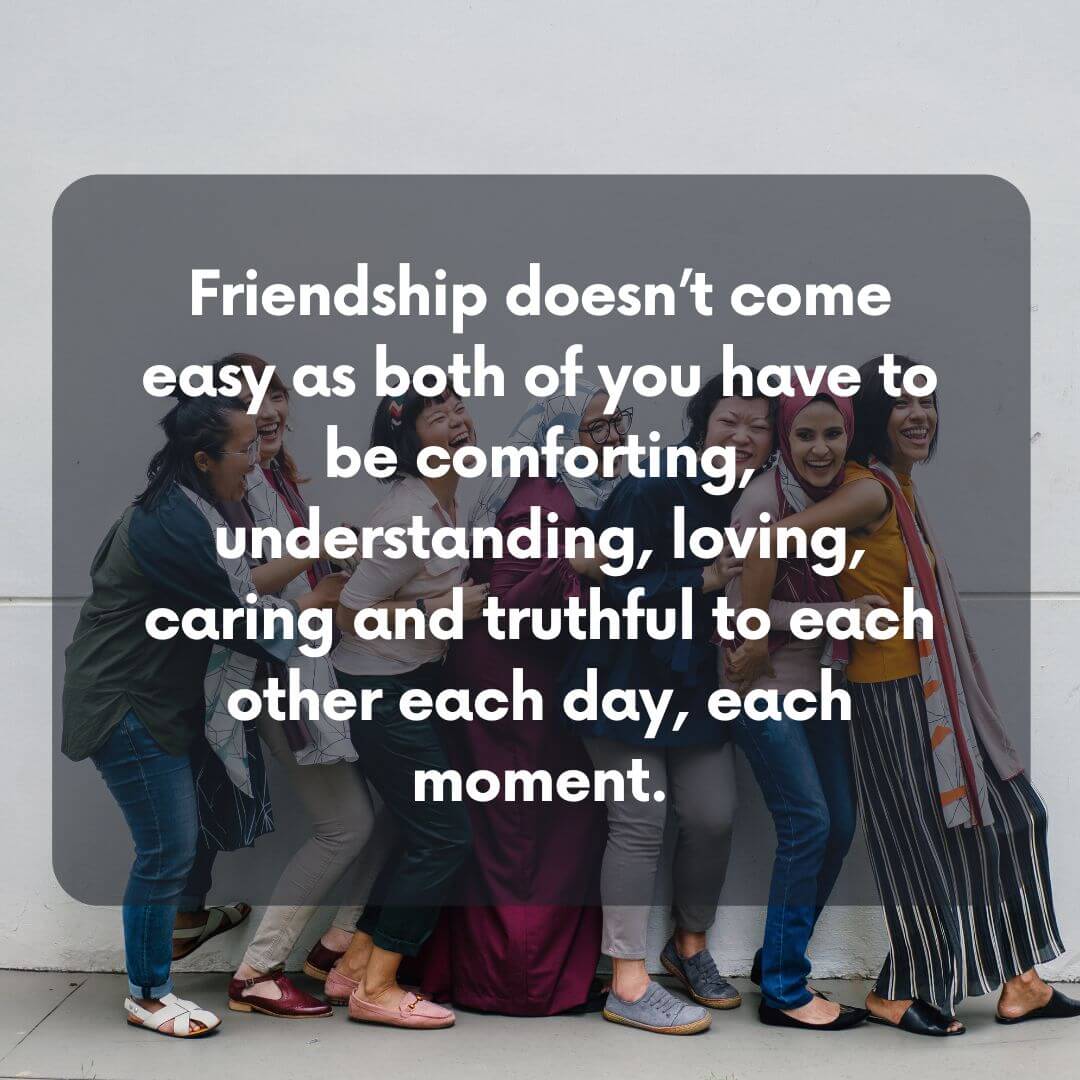 Friendship doesn’t come
easy as both of you have to
be comforting,
understanding, loving,
caring and truthful to each
other each day, each
moment.